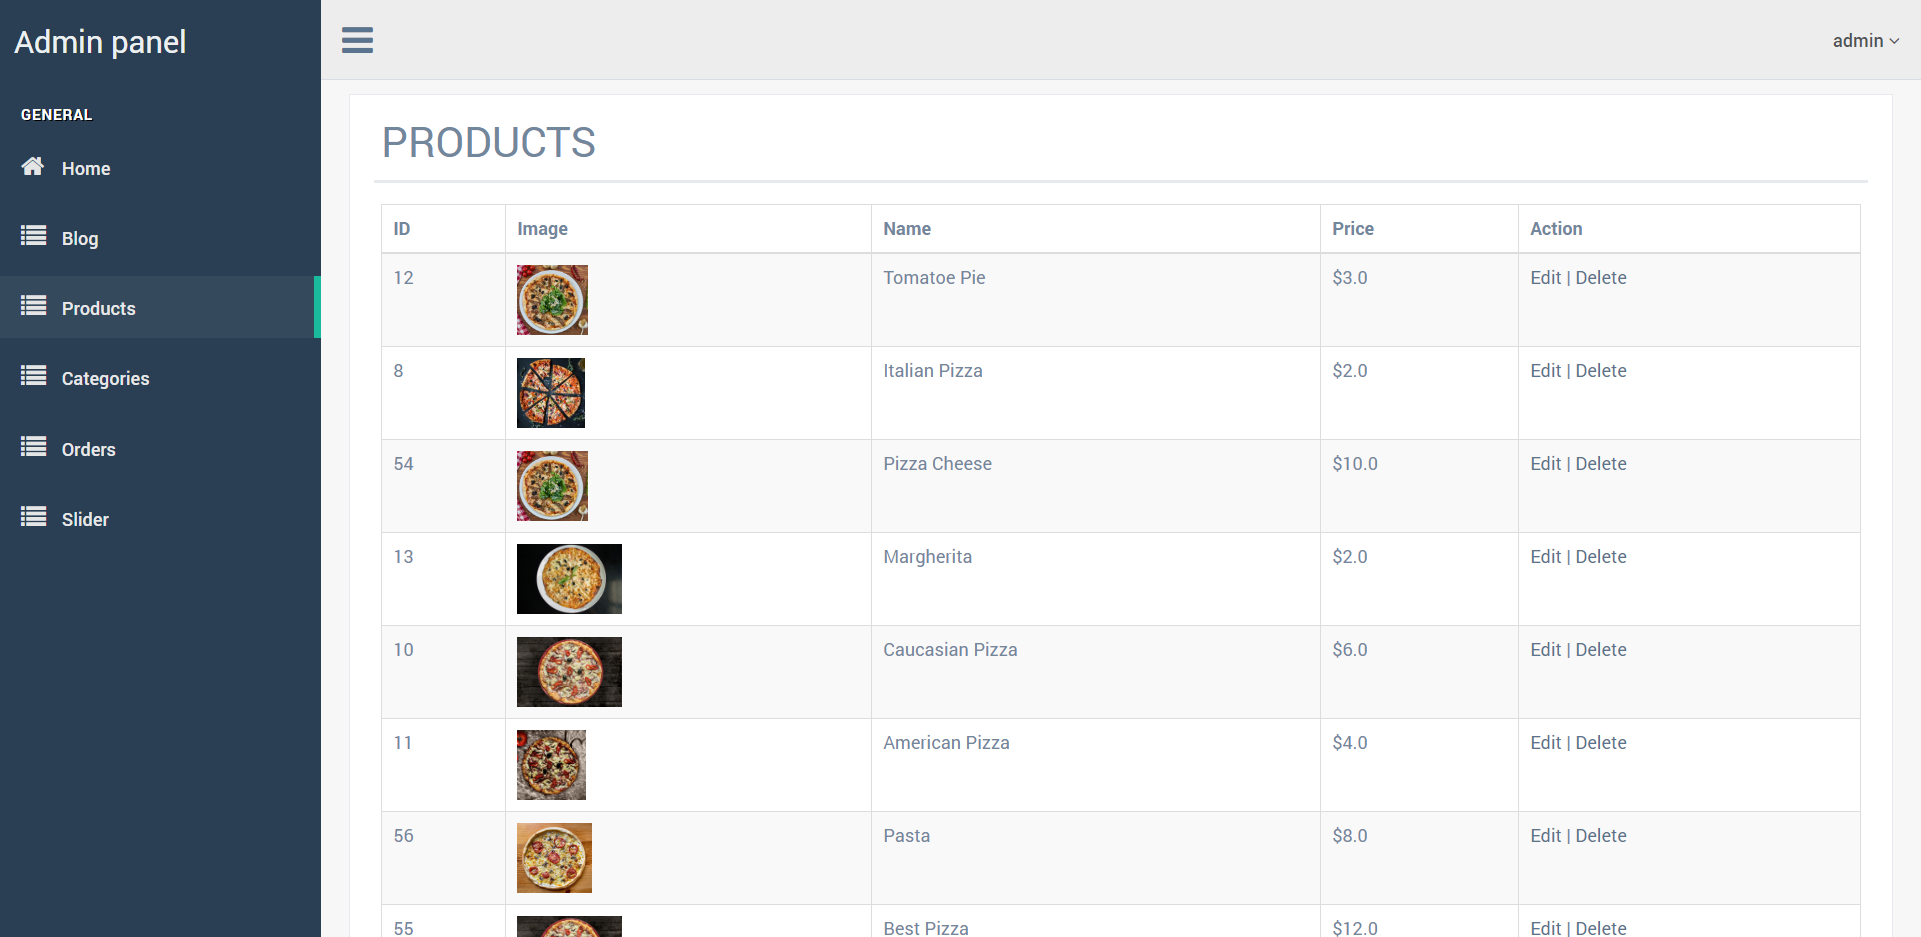 Admin panel
admin
GENERAL
Home
Blog
Products
Categories
Orders
Slider
PRODUCTS
ID Image Name Price Action
12 Tomatoe Pie $3.0 Edit | Delete
8 Italian Pizza $2.0 Edit | Delete
54 Pizza Cheese $10.0 Edit | Delete
13 Margherita $2.0 Edit | Delete
10 Caucasian Pizza $6.0 Edit | Delete
11 American Pizza $4.0 Edit | Delete
56 Pasta $8.0 Edit | Delete
55 Best Pizza $12.0 Edit | Delete